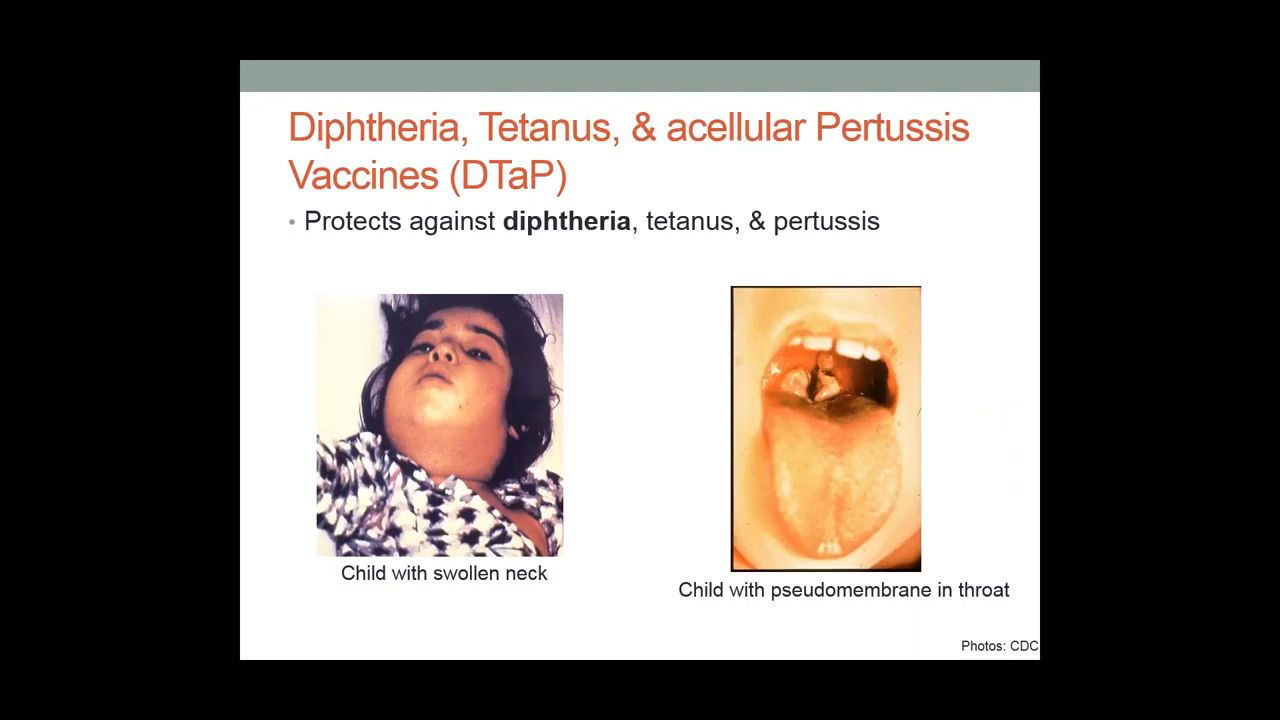 Diphtheria, Tetanus, & acellular Pertussis
Vaccines (DTaP)
• Protects against diphtheria, tetanus, & pertussis
Child with swollen neck
Child with pseudomembrane in throat
Photos: CDC